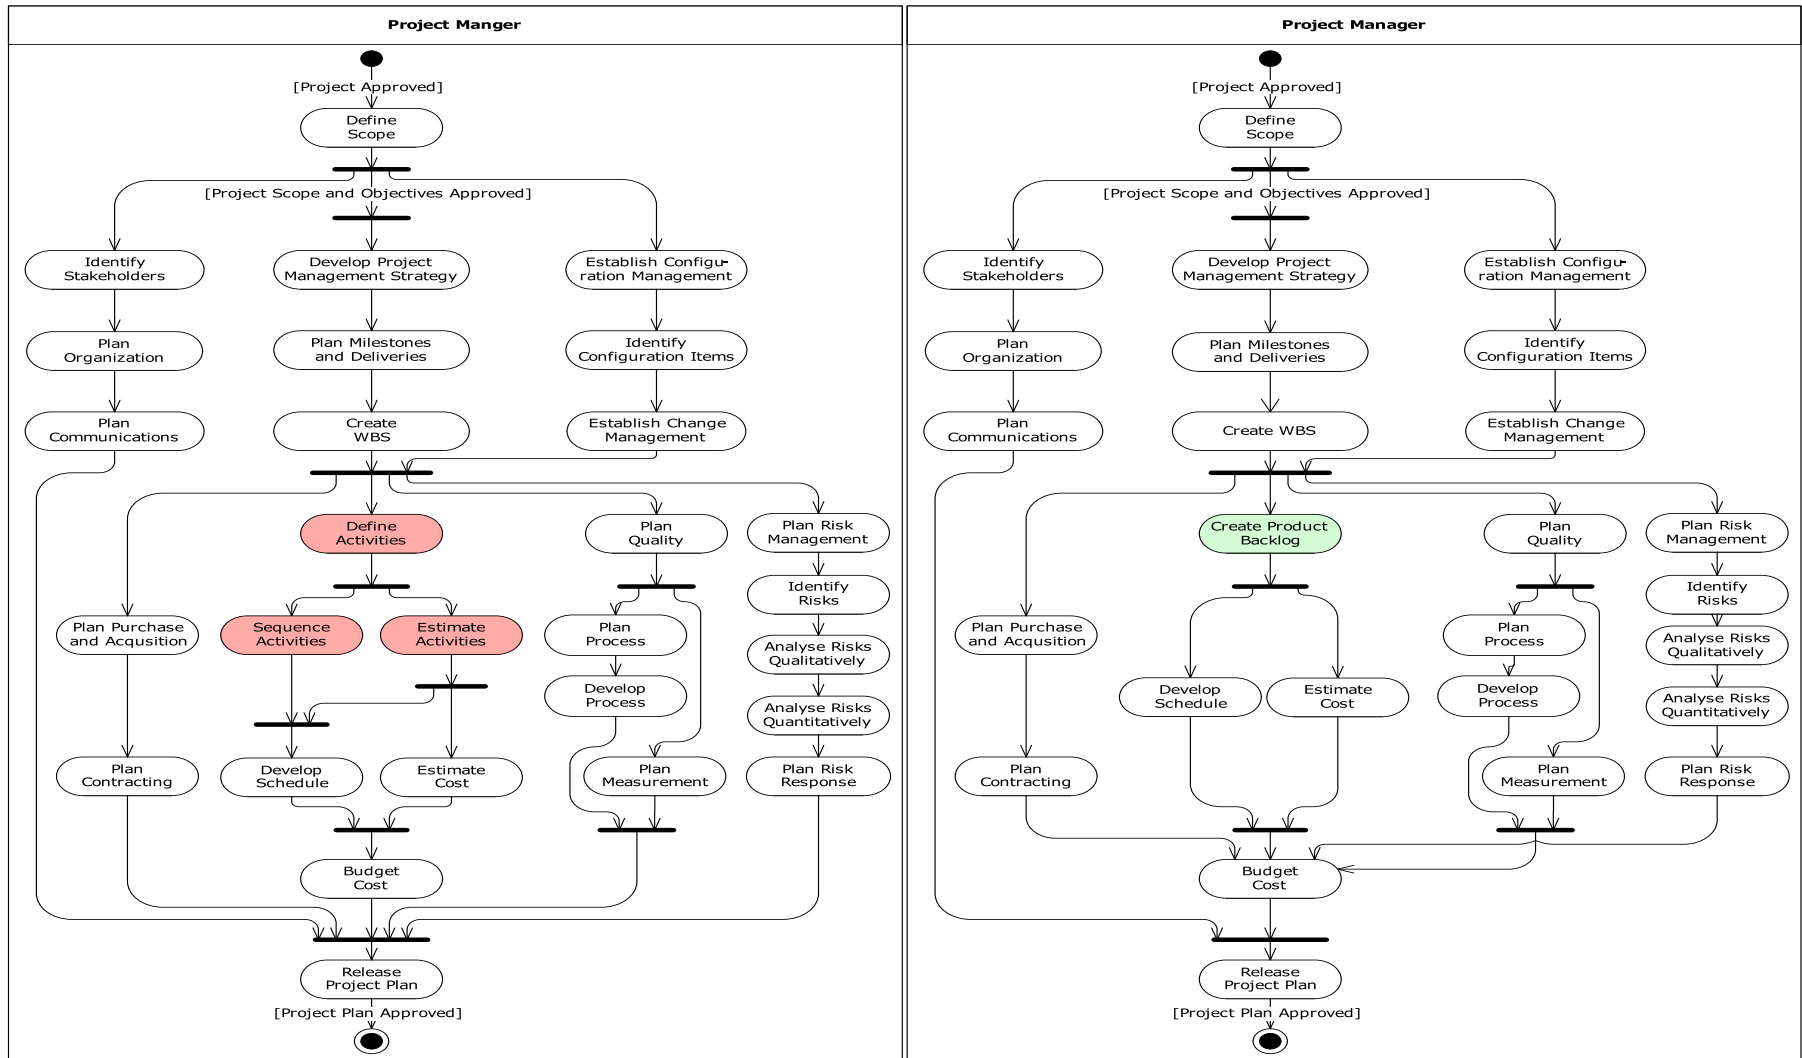 Project Manger
[Project Approved]
Define
Scope
[Project Scope and Objectives Approved]
Identify
Stakeholders
Develop Project
Management Strategy
Establish Configu-
ration Management
Plan
Organization
Plan Milestones
and Deliveries
Identify
Configuration Items
Plan
Communications
Create
WBS
Establish Change
Management
Define
Activities
Plan
Quality
Plan Risk
Management
Identify
Risks
Plan Purchase
and Acqusition
Sequence
Activities
Estimate
Activities
Plan
Process
Analyse Risks
Qualitatively
Develop
Process
Analyse Risks
Quantitatively
Plan
Contracting
Develop
Schedule
Estimate
Cost
Plan
Measurement
Plan Risk
Response
Budget
Cost
Release
Project Plan
[Project Plan Approved]
Project Manager
[Project Approved]
Define
Scope
[Project Scope and Objectives Approved]
Identify
Stakeholders
Develop Project
Management Strategy
Establish Configu-
ration Management
Plan
Organization
Plan Milestones
and Deliveries
Identify
Configuration Items
Plan
Communications
Create WBS
Establish Change
Management
Create Product
Backlog
Plan
Quality
Plan Risk
Management
Identify
Risks
Plan Purchase
and Acqusition
Plan
Process
Analyse Risks
Qualitatively
Develop
Schedule
Estimate
Cost
Develop
Process
Analyse Risks
Quantitatively
Plan
Contracting
Plan
Measurement
Plan Risk
Response
Budget
Cost
Release
Project Plan
[Project Plan Approved]